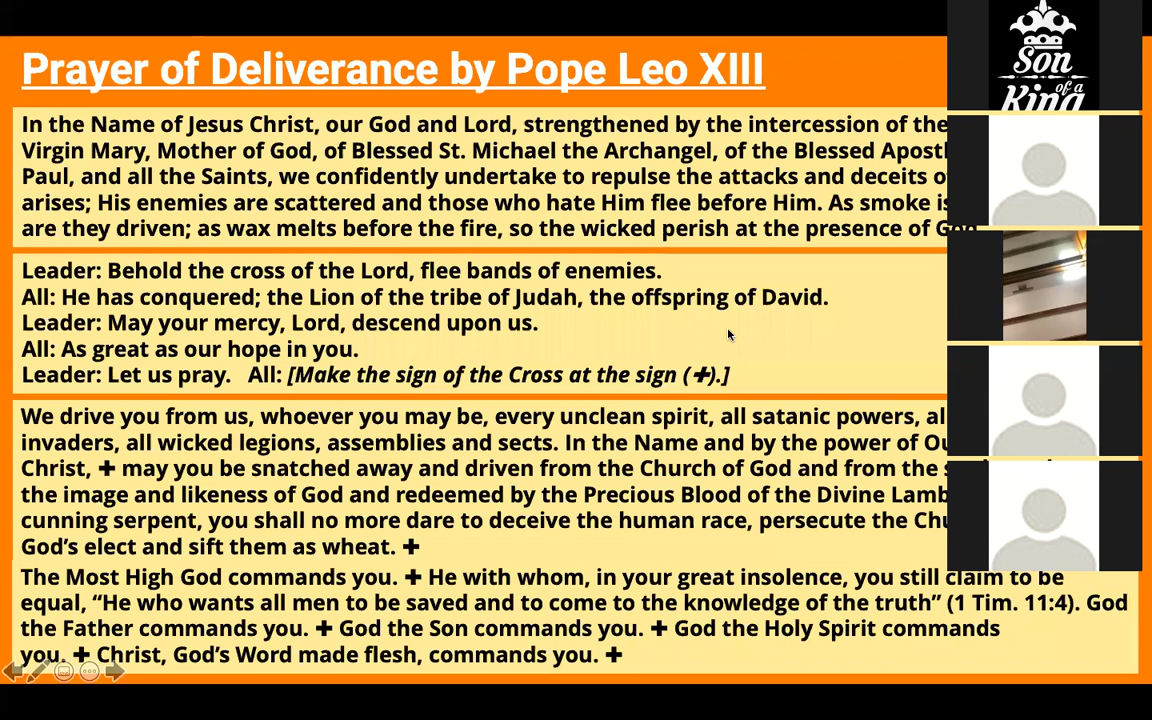 Prayer of Deliverance by Pope Leo XIII
Son
of a
King
In the Name of Jesus Christ, our God and Lord, strengthened by the intercession of the
Virgin Mary, Mother of God, of Blessed St. Michael the Archangel, of the Blessed
Paul, and all the Saints, we confidently undertake to repulse the attacks and deceits
arises; His enemies are scattered and those who hate Him flee before Him. As smoke
are they driven; as wax melts before the fire, so the wicked perish at the presence of God
Leader: Behold the cross of the Lord, flee bands of enemies.
All: He has conquered; the Lion of the tribe of Judah, the offspring of David.
Leader: May your mercy, Lord, descend upon us.
All: As great as our hope in you.
Leader: Let us pray. All: [Make the sign of the Cross at the sign (✚).]
We drive you from us, whoever you may be, every unclean spirit, all satanic powers,
invaders, all wicked legions, assemblies and sects. In the Name and by the power of
Christ, ✚ may you be snatched away and driven from the Church of God and from the
the image and likeness of God and redeemed by the Precious Blood of the Divine Lamb
cunning serpent, you shall no more dare to deceive the human race, persecute the
God’s elect and sift them as wheat. ✚
The Most High God commands you. ✚ He with whom, in your great insolence, you still claim to be
equal, “He who wants all men to be saved and to come to the knowledge of the truth” (1 Tim. 11:4). God
the Father commands you. ✚ God the Son commands you. ✚ God the Holy Spirit commands
you. ✚ Christ, God’s Word made flesh, commands you. ✚